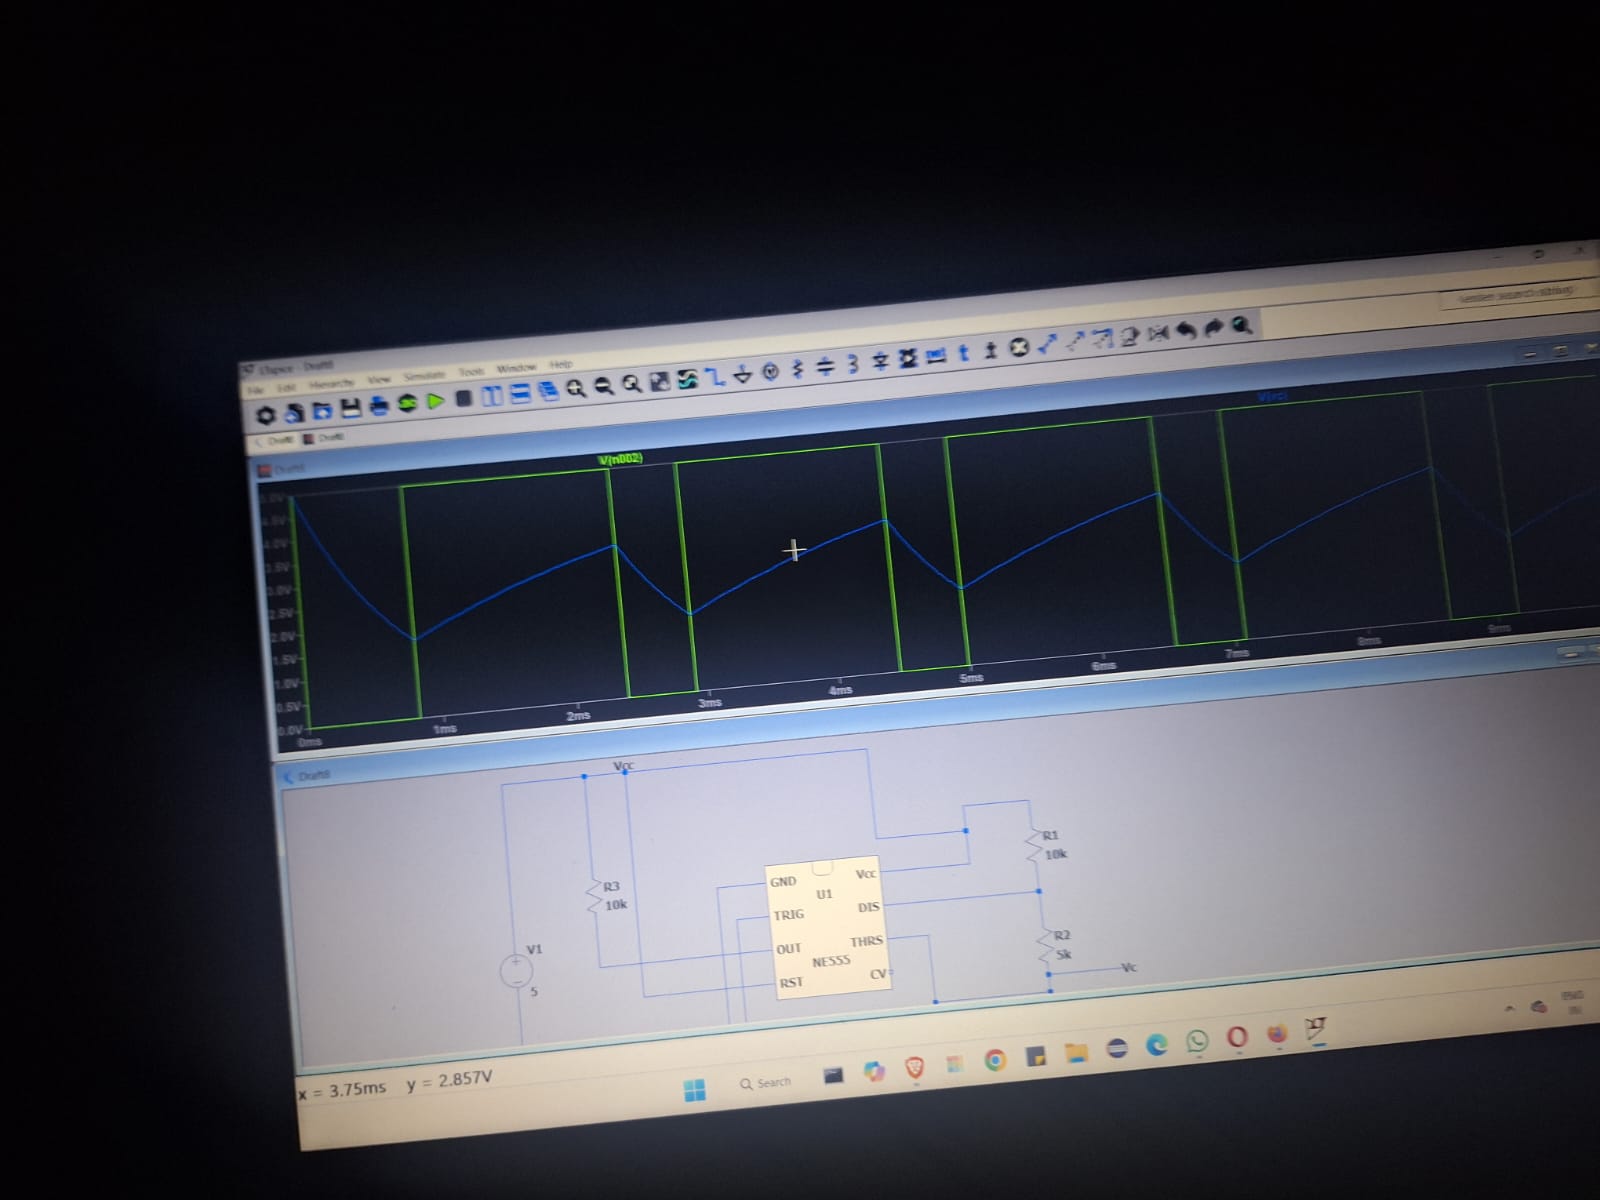 LTspice - Draft8
File Edit Hierarchy View Simulate Tools Window Help
Draft8 Draft8
Draft8
V(n002)
V(vc)
5.0V
4.5V
4.0V
3.5V
3.0V
2.5V
2.0V
1.5V
1.0V
0.5V
0.0V
0ms 1ms 2ms 3ms 4ms 5ms 6ms 7ms 8ms 9ms
Draft8
Vcc
R1
10k
R3
10k
GND Vcc
U1
TRIG DIS
OUT THRS
NE555
RST CV
R2
5k
Vc
V1
5
x = 3.75ms y = 2.857V
Search
ENG
IN